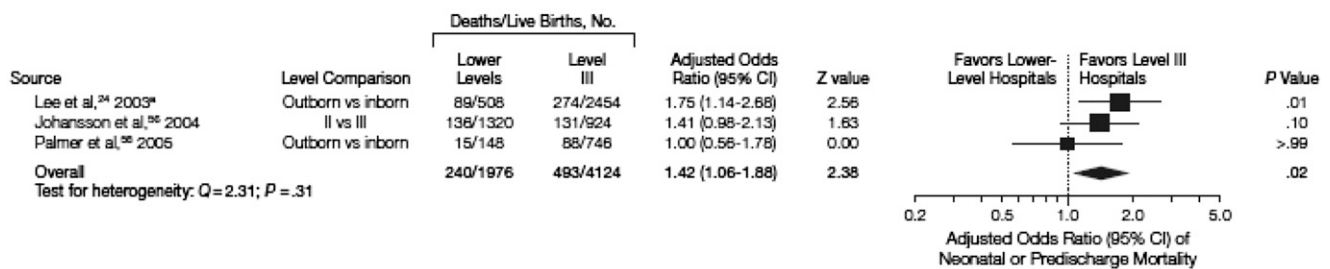 Deaths/Live Births, No.
Source Level Comparison Lower Levels Level III Adjusted Odds Ratio (95% CI) Z value Favors Lower-Level Hospitals Favors Level III Hospitals P Value
Lee et al,²⁴ 2003ᵃ Outborn vs inborn 89/508 274/2454 1.75 (1.14-2.68) 2.56 .01
Johansson et al,⁵⁶ 2004 II vs III 136/1320 131/924 1.41 (0.98-2.13) 1.63 .10
Palmer et al,⁵⁸ 2005 Outborn vs inborn 15/148 88/746 1.00 (0.56-1.78) 0.00 >.99
Overall 240/1976 493/4124 1.42 (1.06-1.88) 2.38 .02
Test for heterogeneity: Q=2.31; P=.31
0.2 0.5 1.0 2.0 5.0
Adjusted Odds Ratio (95% CI) of
Neonatal or Predischarge Mortality